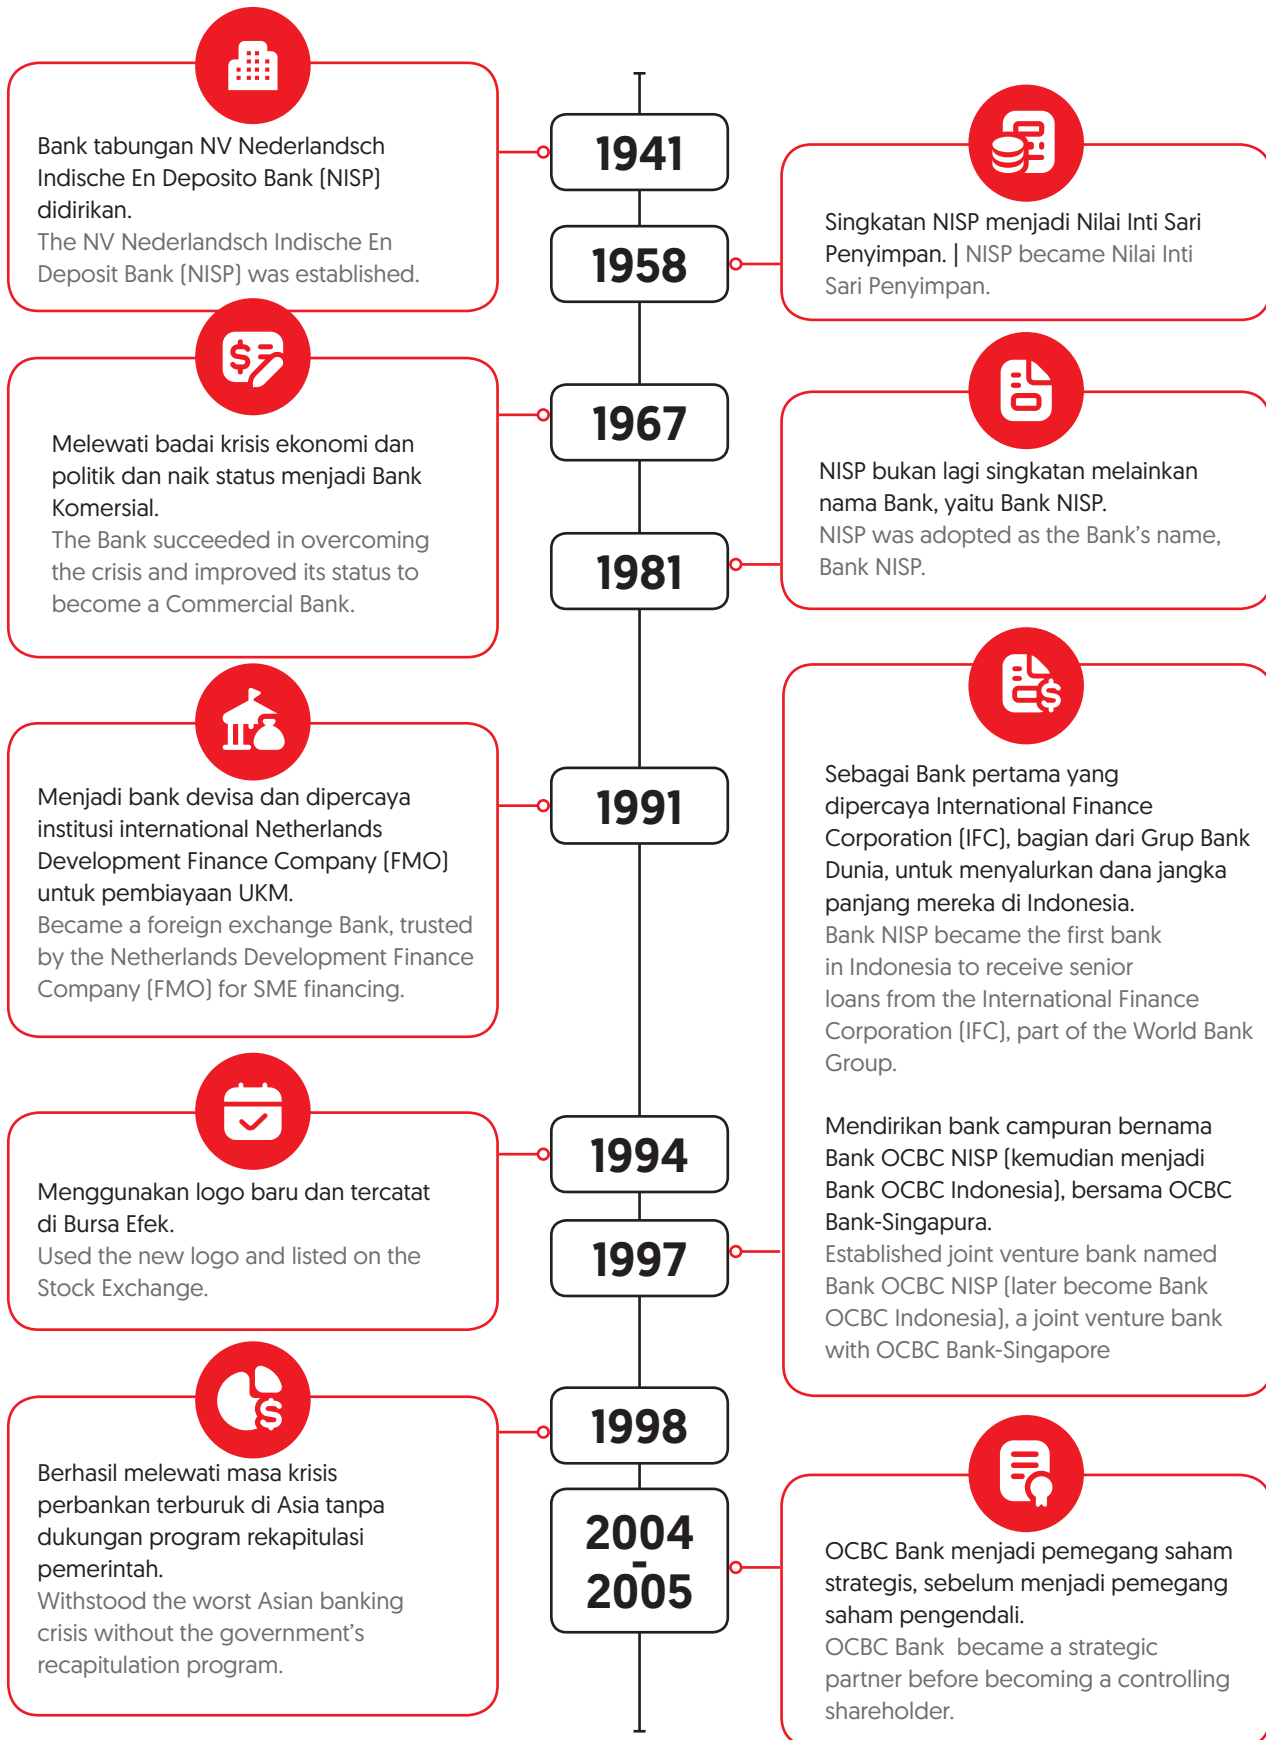 1941
Bank tabungan NV Nederlandsch
Indische En Deposito Bank (NISP)
didirikan.
The NV Nederlandsch Indische En
Deposit Bank (NISP) was established.
1958
Singkatan NISP menjadi Nilai Inti Sari
Penyimpan. | NISP became Nilai Inti
Sari Penyimpan.
1967
Melewati badai krisis ekonomi dan
politik dan naik status menjadi Bank
Komersial.
The Bank succeeded in overcoming
the crisis and improved its status to
become a Commercial Bank.
1981
NISP bukan lagi singkatan melainkan
nama Bank, yaitu Bank NISP.
NISP was adopted as the Bank's name,
Bank NISP.
1991
Menjadi bank devisa dan dipercaya
institusi international Netherlands
Development Finance Company (FMO)
untuk pembiayaan UKM.
Became a foreign exchange Bank, trusted
by the Netherlands Development Finance
Company (FMO) for SME financing.
1994
Menggunakan logo baru dan tercatat
di Bursa Efek.
Used the new logo and listed on the
Stock Exchange.
1997
Sebagai Bank pertama yang
dipercaya International Finance
Corporation (IFC), bagian dari Grup Bank
Dunia, untuk menyalurkan dana jangka
panjang mereka di Indonesia.
Bank NISP became the first bank
in Indonesia to receive senior
loans from the International Finance
Corporation (IFC), part of the World Bank
Group.
Mendirikan bank campuran bernama
Bank OCBC NISP (kemudian menjadi
Bank OCBC Indonesia), bersama OCBC
Bank-Singapura.
Established joint venture bank named
Bank OCBC NISP (later become Bank
OCBC Indonesia), a joint venture bank
with OCBC Bank-Singapore
1998
Berhasil melewati masa krisis
perbankan terburuk di Asia tanpa
dukungan program rekapitulasi
pemerintah.
Withstood the worst Asian banking
crisis without the government's
recapitulation program.
2004
-
2005
OCBC Bank menjadi pemegang saham
strategis, sebelum menjadi pemegang
saham pengendali.
OCBC Bank became a strategic
partner before becoming a controlling
shareholder.